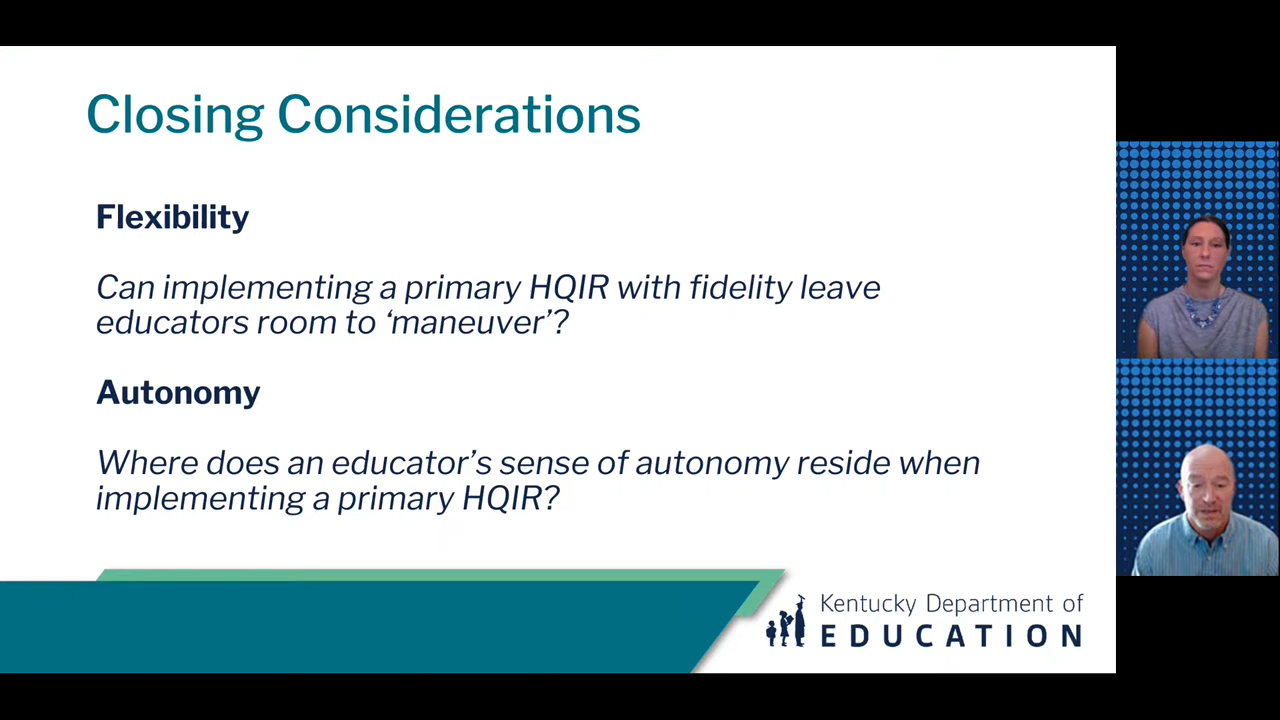 Closing Considerations
Flexibility
Can implementing a primary HQIR with fidelity leave
educators room to ‘maneuver’?
Autonomy
Where does an educator’s sense of autonomy reside when
implementing a primary HQIR?
Kentucky Department of
EDUCATION